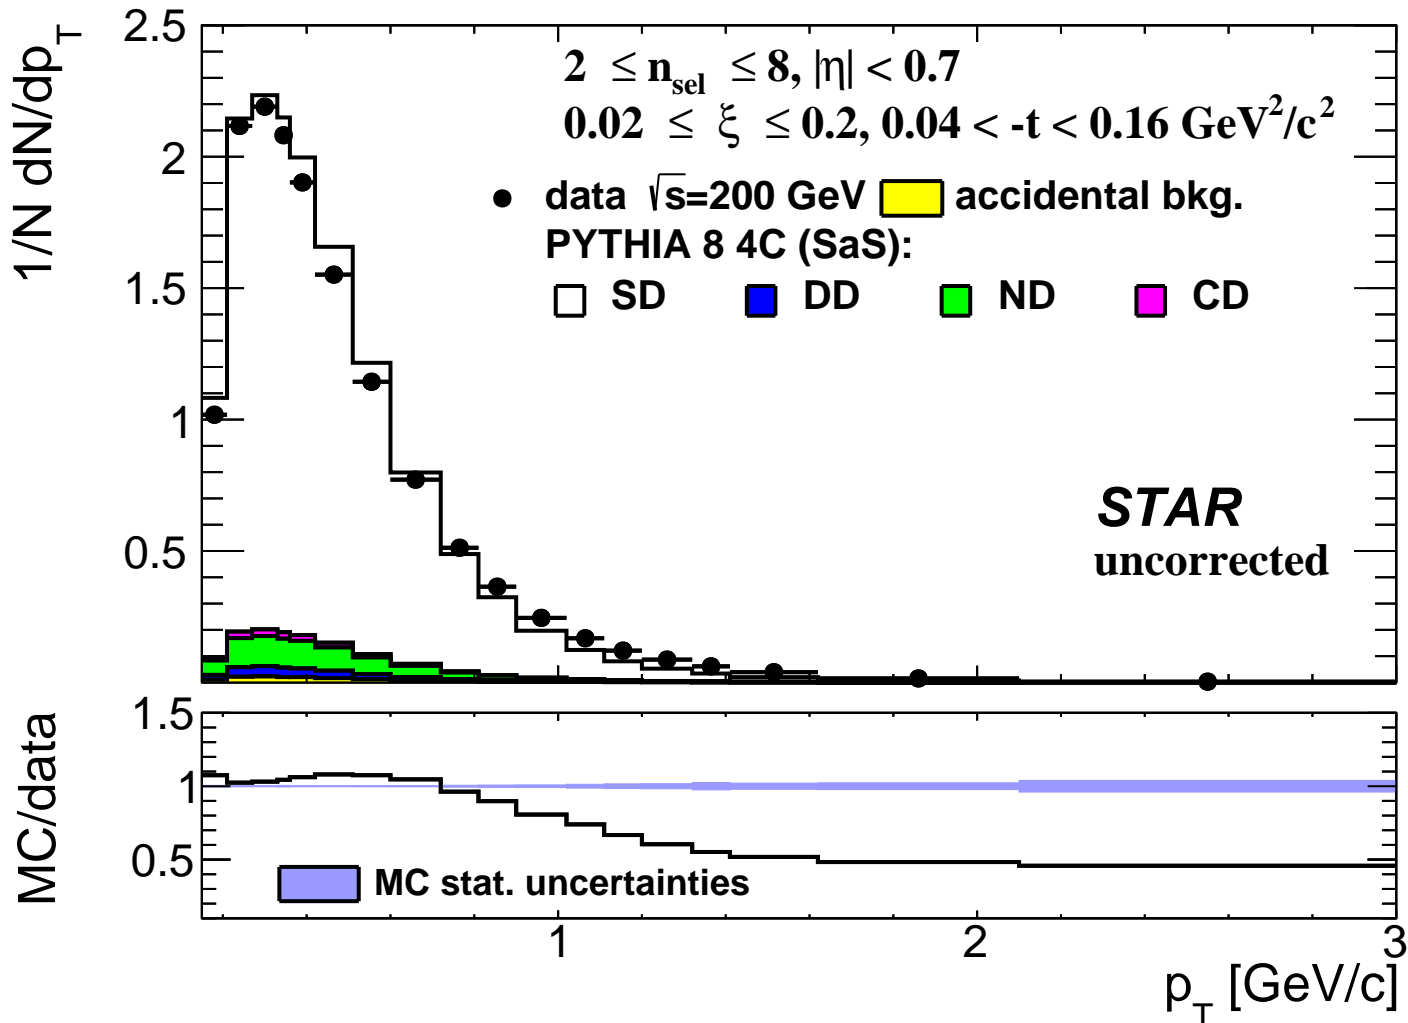 2.5
2
1.5
1
0.5
1/N dN/dp_T
2 ≤ n_sel ≤ 8, |η| < 0.7
0.02 ≤ ξ ≤ 0.2, 0.04 < -t < 0.16 GeV²/c²
data √s=200 GeV accidental bkg.
PYTHIA 8 4C (SaS):
SD DD ND CD
STAR
uncorrected
1.5
1
0.5
MC/data
MC stat. uncertainties
1 2 3
p_T [GeV/c]